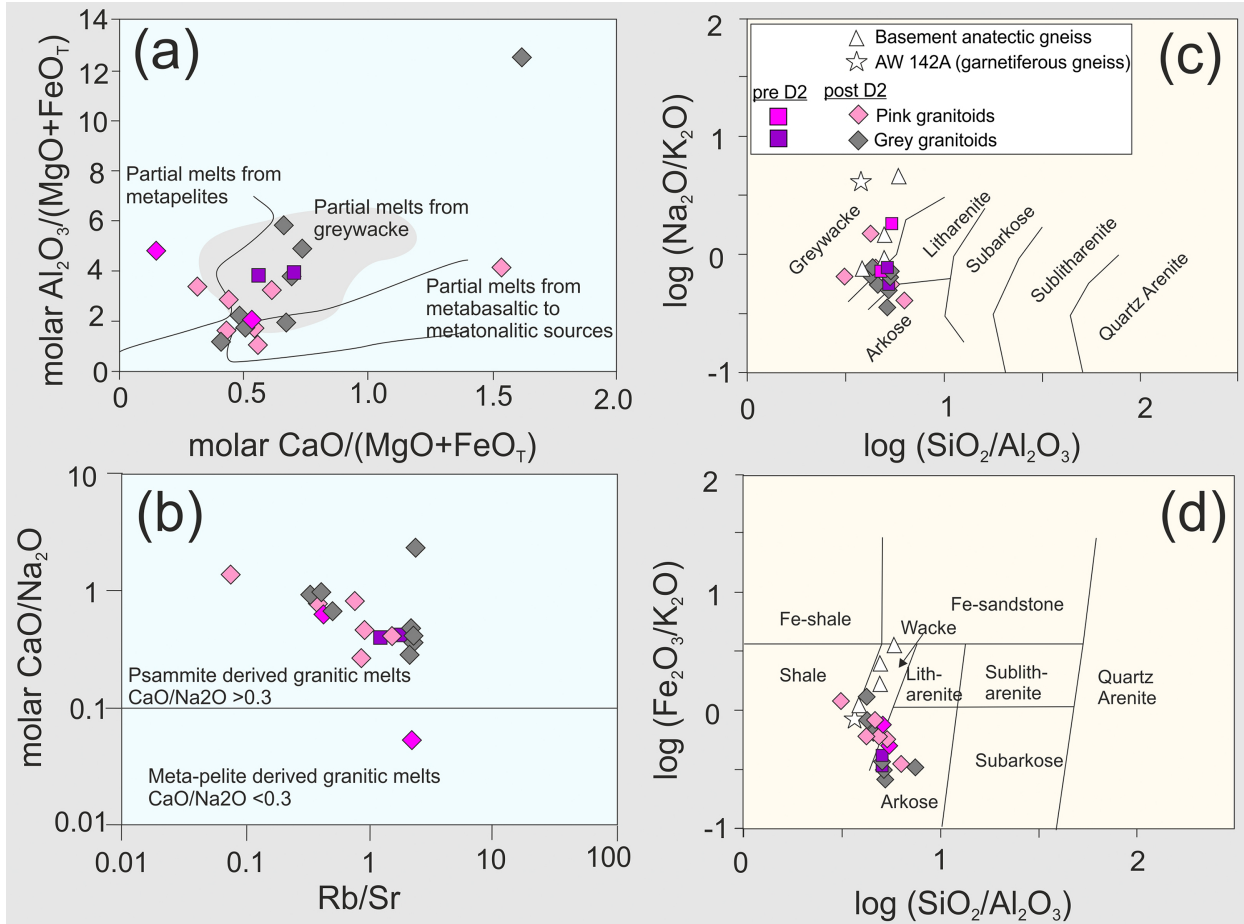 (a)
molar Al₂O₃/(MgO+FeO_T)
14
12
10
8
6
4
2
0
Partial melts from
metapelites
Partial melts from
greywacke
Partial melts from
metabasaltic to
metatonalitic sources
0
0.5
1.0
1.5
2.0
molar CaO/(MgO+FeO_T)
(b)
molar CaO/Na₂O
10
1
0.1
0.01
Psammite derived granitic melts
CaO/Na2O >0.3
Meta-pelite derived granitic melts
CaO/Na2O <0.3
0.01
0.1
1
10
100
Rb/Sr
(c)
log (Na₂O/K₂O)
2
1
0
-1
Basement anatectic gneiss
AW 142A (garnetiferous gneiss)
pre D2
post D2
Pink granitoids
Grey granitoids
Greywacke
Litharenite
Subarkose
Sublitharenite
Quartz Arenite
Arkose
0
1
2
log (SiO₂/Al₂O₃)
(d)
log (Fe₂O₃/K₂O)
2
1
0
-1
Fe-shale
Fe-sandstone
Wacke
Shale
Lith-
arenite
Sublith-
arenite
Quartz
Arenite
Subarkose
Arkose
0
1
2
log (SiO₂/Al₂O₃)